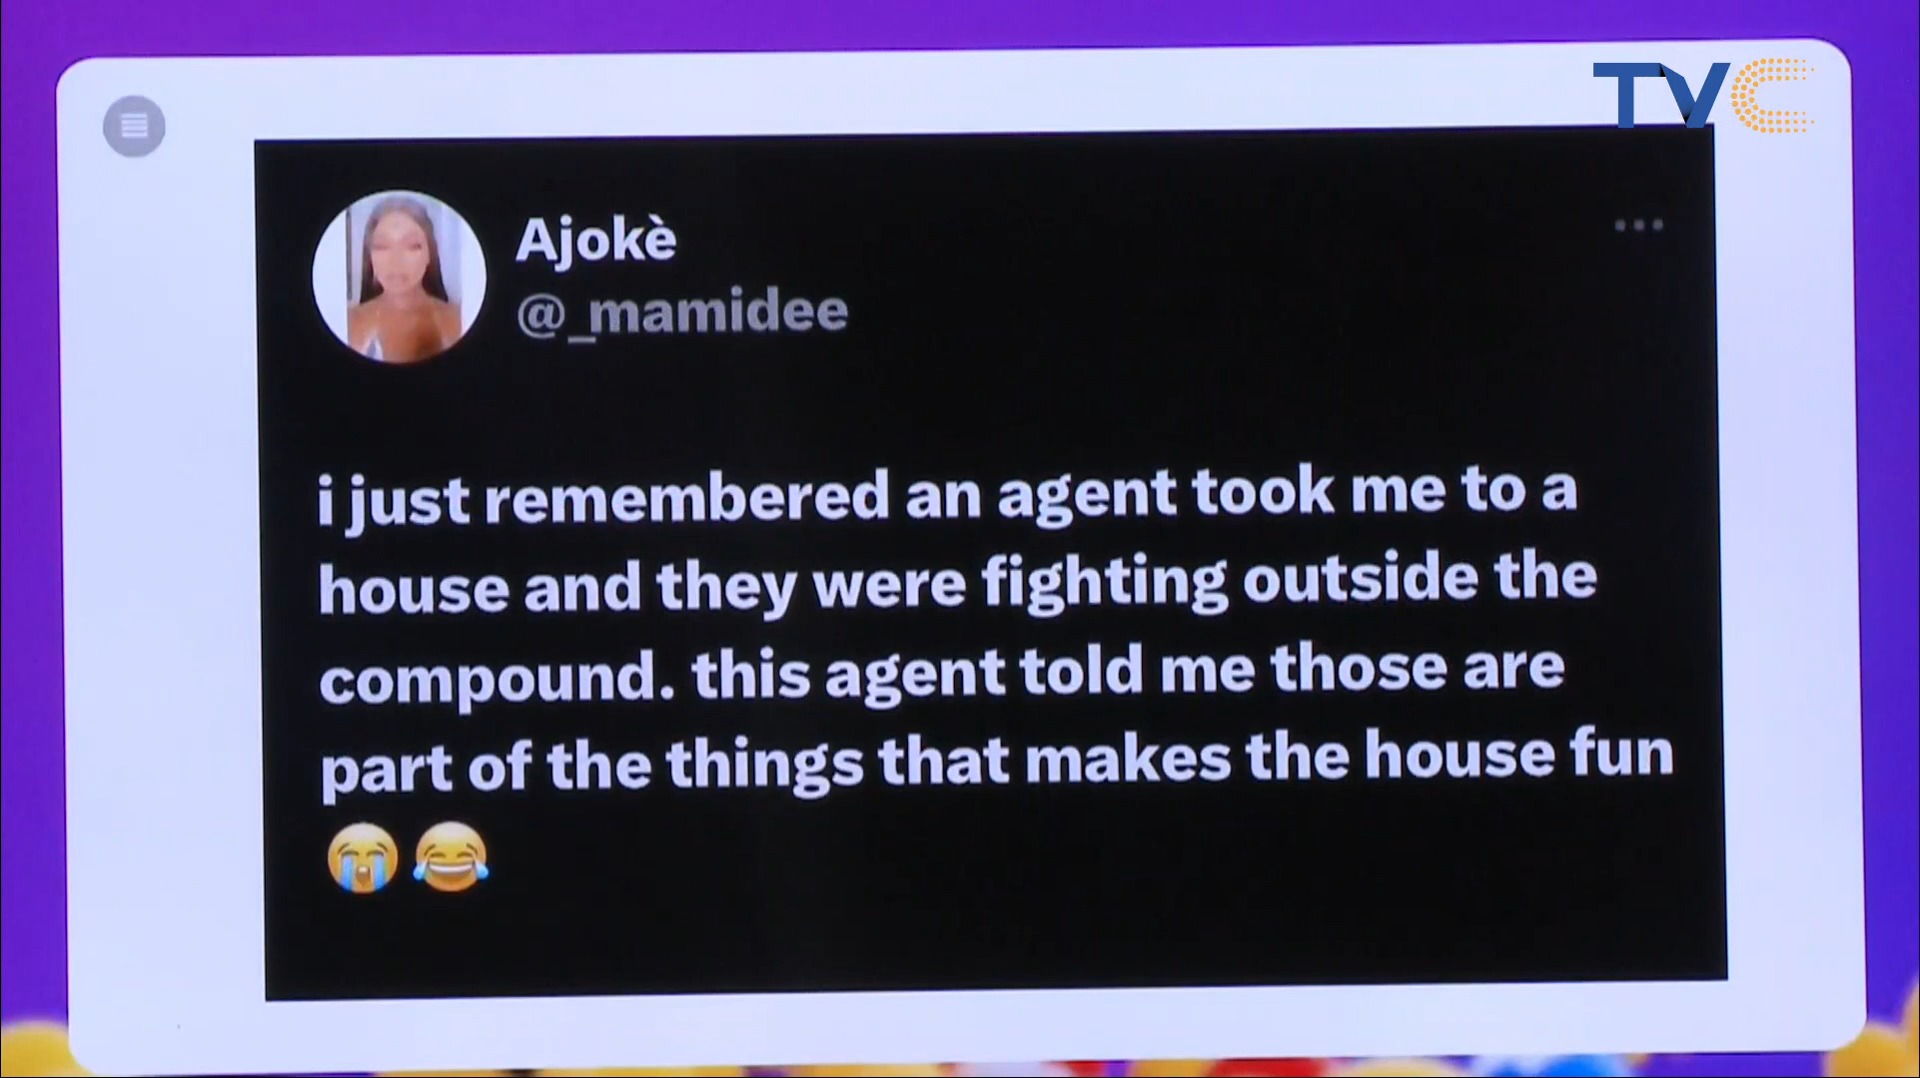 TVC
Ajokè
@_mamidee
i just remembered an agent took me to a
house and they were fighting outside the
compound. this agent told me those are
part of the things that makes the house fun
😭 😂